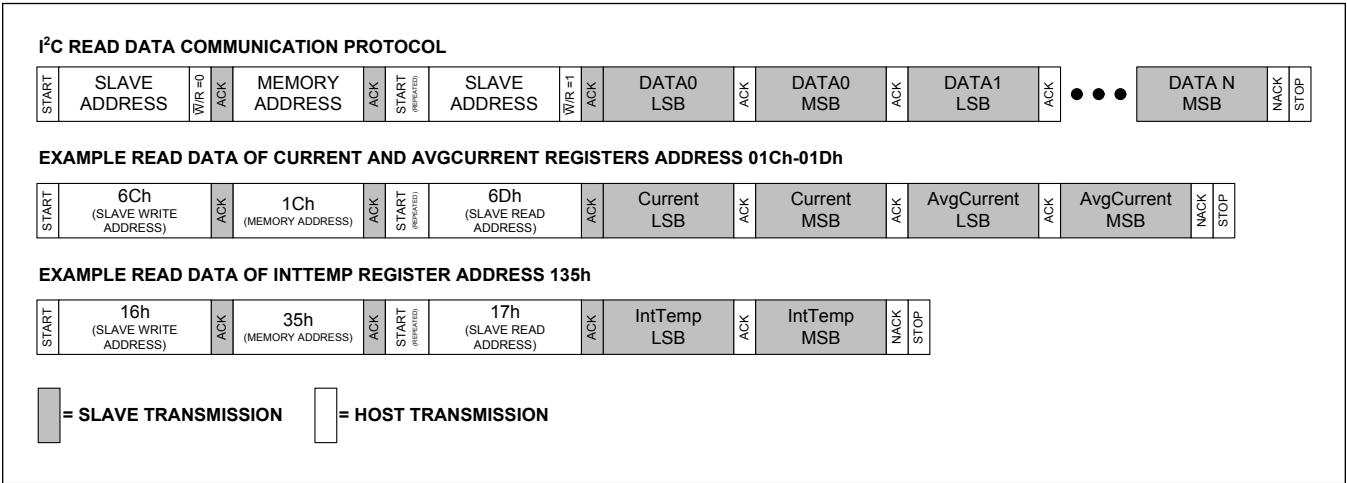 I²C READ DATA COMMUNICATION PROTOCOL
START SLAVE ADDRESS W̅/R =0 ACK MEMORY ADDRESS ACK START (REPEATED) SLAVE ADDRESS W̅/R =1 ACK DATA0 LSB ACK DATA0 MSB ACK DATA1 LSB ACK ● ● ● DATA N MSB NACK STOP
EXAMPLE READ DATA OF CURRENT AND AVGCURRENT REGISTERS ADDRESS 01Ch-01Dh
START 6Ch (SLAVE WRITE ADDRESS) ACK 1Ch (MEMORY ADDRESS) ACK START (REPEATED) 6Dh (SLAVE READ ADDRESS) ACK Current LSB ACK Current MSB ACK AvgCurrent LSB ACK AvgCurrent MSB NACK STOP
EXAMPLE READ DATA OF INTTEMP REGISTER ADDRESS 135h
START 16h (SLAVE WRITE ADDRESS) ACK 35h (MEMORY ADDRESS) ACK START (REPEATED) 17h (SLAVE READ ADDRESS) ACK IntTemp LSB ACK IntTemp MSB NACK STOP
= SLAVE TRANSMISSION = HOST TRANSMISSION